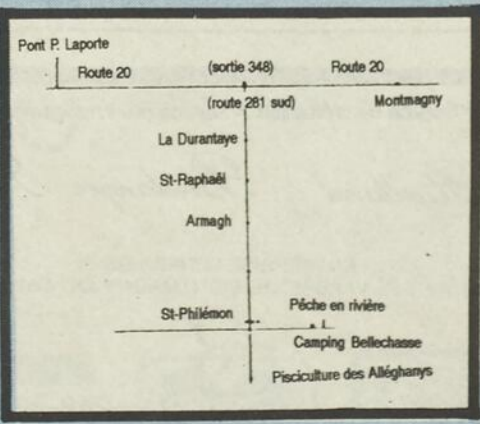 Pont P. Laporte
Route 20 (sortie 348) Route 20
(route 281 sud) Montmagny
La Durantaye
St-Raphaël
Armagh
St-Philémon Pêche en rivière
Camping Bellechasse
Pisciculture des Alléghanys